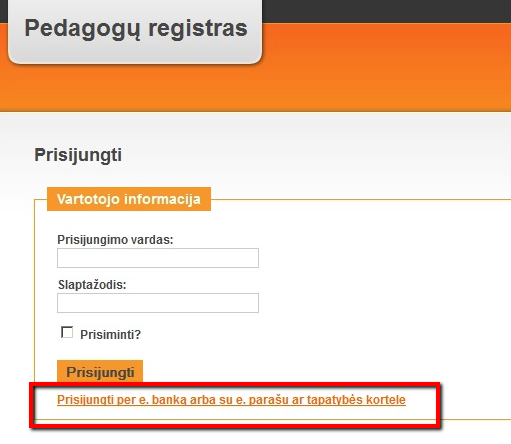 Pedagogų registras
Prisijungti
Vartotojo informacija
Prisijungimo vardas:
Slaptažodis:
Prisiminti?
Prisijungti
Prisijungti per e. banką arba su e. parašu ar tapatybės kortele